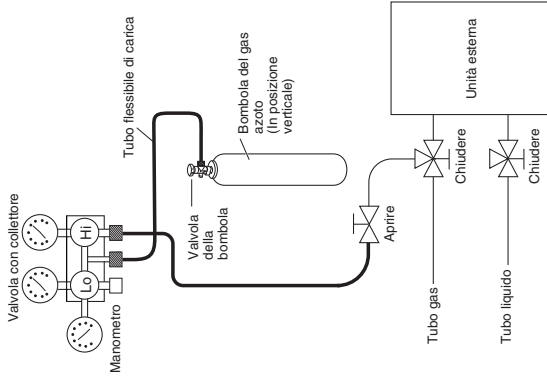 Valvola con collettore
Hi
Lo
Manometro
Tubo flessibile di carica
Valvola
della
bombola
Bombola del gas
azoto
(In posizione
verticale)
Aprire
Unità esterna
Chiudere
Chiudere
Tubo gas
Tubo liquido